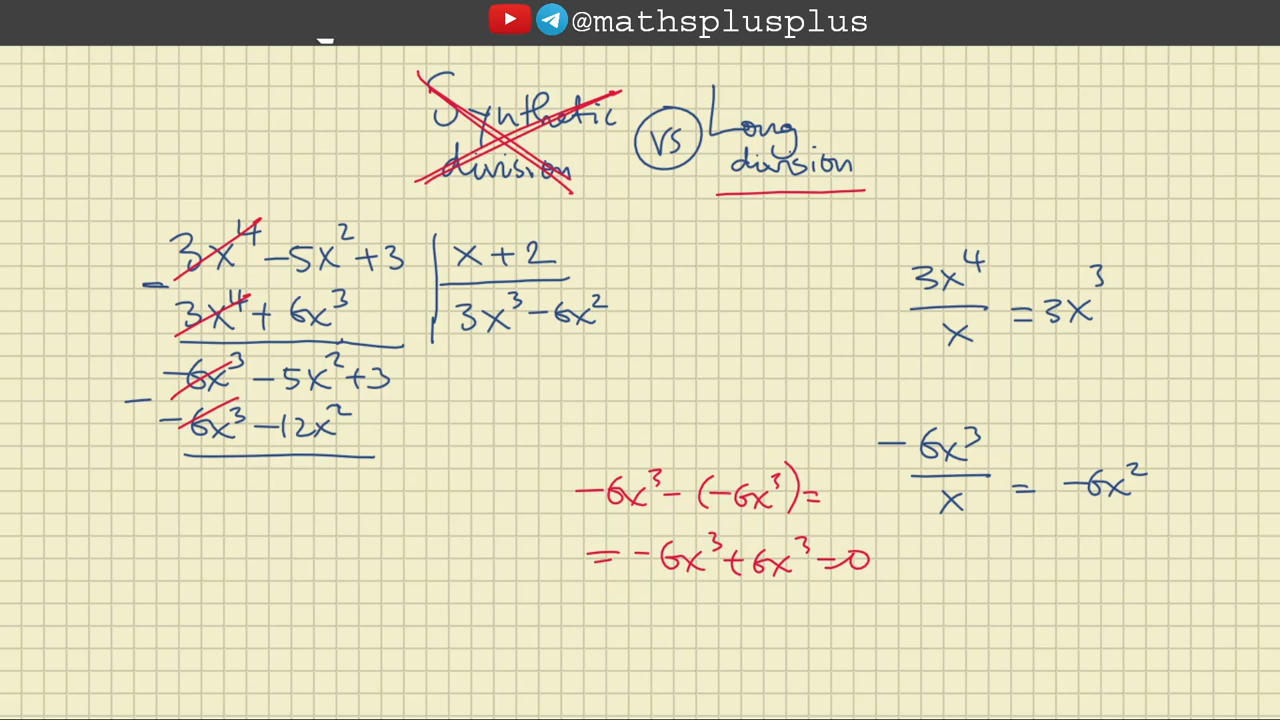 @mathsplusplus
Synthetic division VS Long division
3x⁴ -5x² +3 | x + 2
- 3x⁴ + 6x³ | 3x³ - 6x²
-6x³ - 5x² + 3
- -6x³ - 12x²
3x⁴/x = 3x³
-6x³/x = -6x²
-6x³ - (-6x³) =
= -6x³ + 6x³ = 0